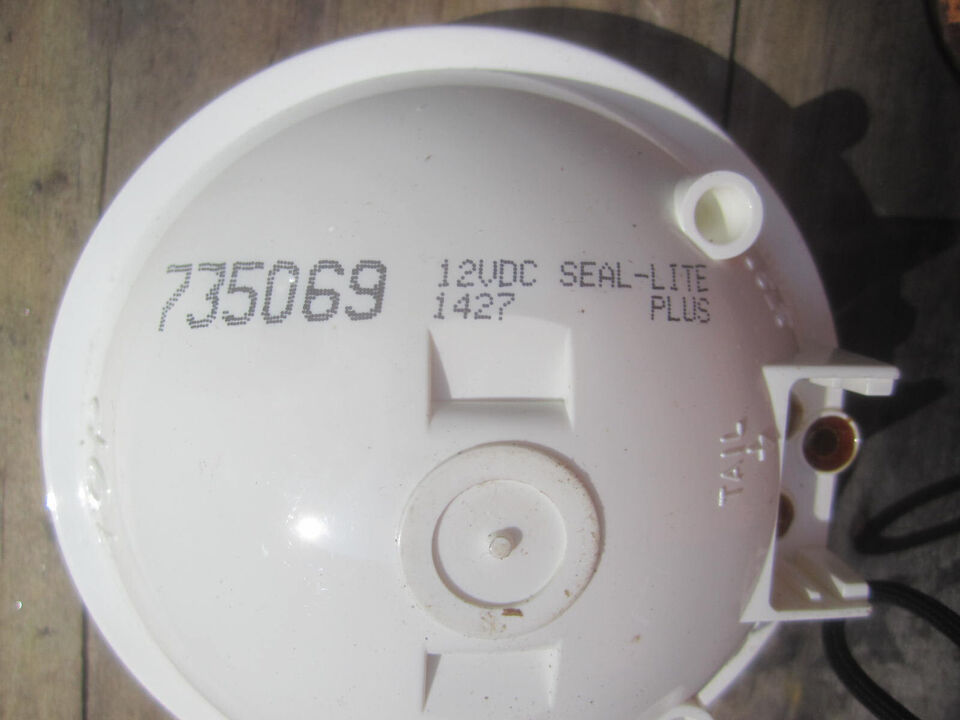 735069
12VDC SEAL-LITE
1427 PLUS
TAIL